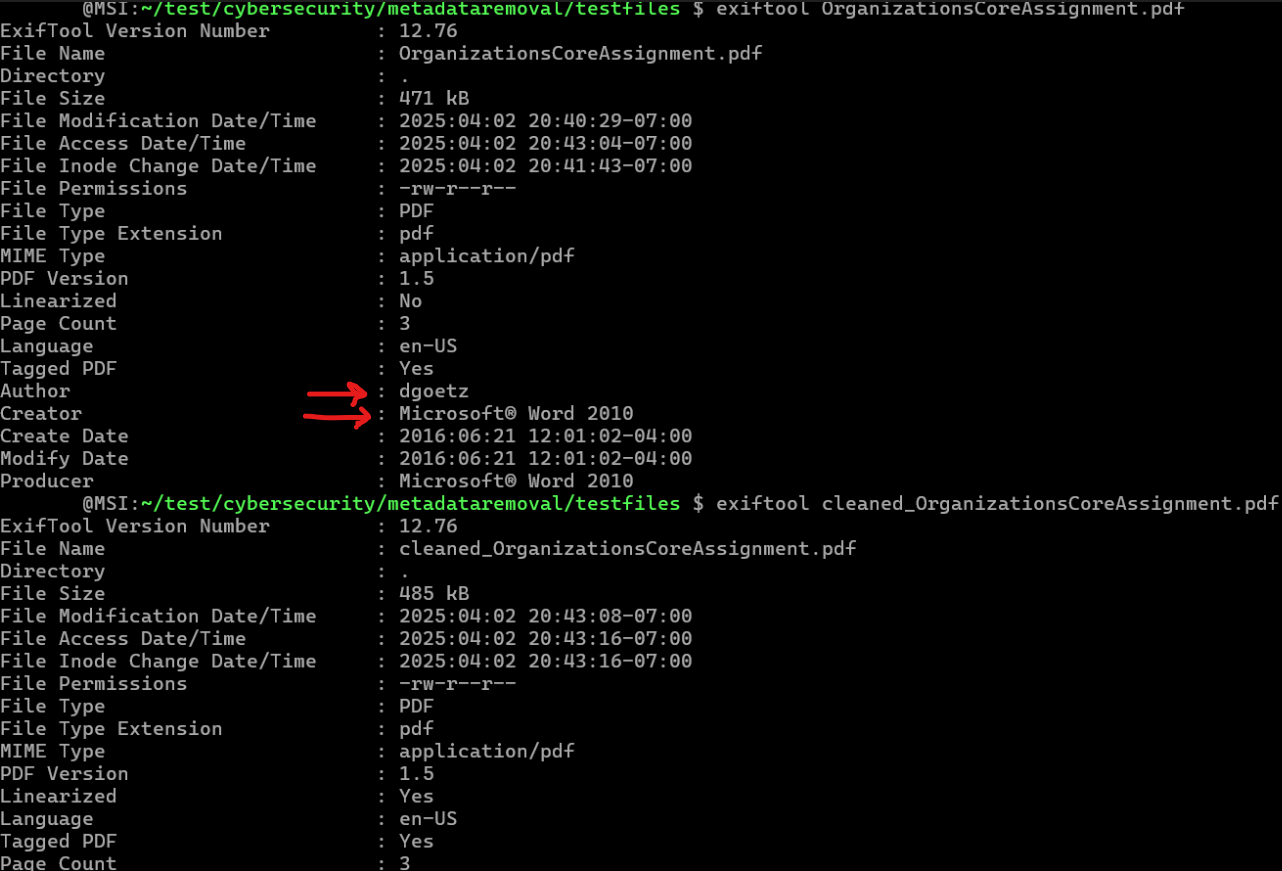 @MSI:~/test/cybersecurity/metadataremoval/testfiles $ exiftool OrganizationsCoreAssignment.pdf
ExifTool Version Number : 12.76
File Name : OrganizationsCoreAssignment.pdf
Directory : .
File Size : 471 kB
File Modification Date/Time : 2025:04:02 20:40:29-07:00
File Access Date/Time : 2025:04:02 20:43:04-07:00
File Inode Change Date/Time : 2025:04:02 20:41:43-07:00
File Permissions : -rw-r--r--
File Type : PDF
File Type Extension : pdf
MIME Type : application/pdf
PDF Version : 1.5
Linearized : No
Page Count : 3
Language : en-US
Tagged PDF : Yes
Author : dgoetz
Creator : Microsoft® Word 2010
Create Date : 2016:06:21 12:01:02-04:00
Modify Date : 2016:06:21 12:01:02-04:00
Producer : Microsoft® Word 2010
@MSI:~/test/cybersecurity/metadataremoval/testfiles $ exiftool cleaned_OrganizationsCoreAssignment.pdf
ExifTool Version Number : 12.76
File Name : cleaned_OrganizationsCoreAssignment.pdf
Directory : .
File Size : 485 kB
File Modification Date/Time : 2025:04:02 20:43:08-07:00
File Access Date/Time : 2025:04:02 20:43:16-07:00
File Inode Change Date/Time : 2025:04:02 20:43:16-07:00
File Permissions : -rw-r--r--
File Type : PDF
File Type Extension : pdf
MIME Type : application/pdf
PDF Version : 1.5
Linearized : Yes
Language : en-US
Tagged PDF : Yes
Page Count : 3